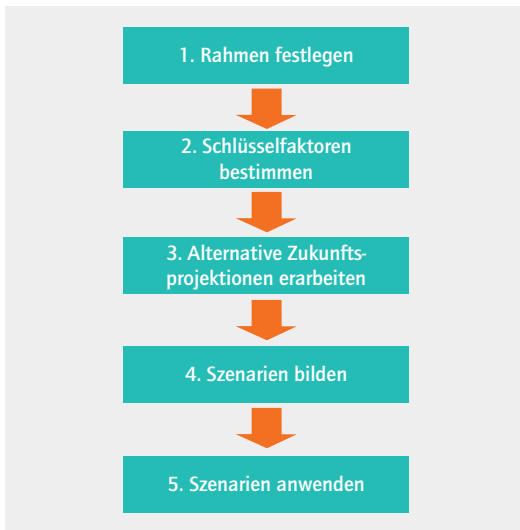 1. Rahmen festlegen
2. Schlüsselfaktoren
bestimmen
3. Alternative Zukunfts-
projektionen erarbeiten
4. Szenarien bilden
5. Szenarien anwenden